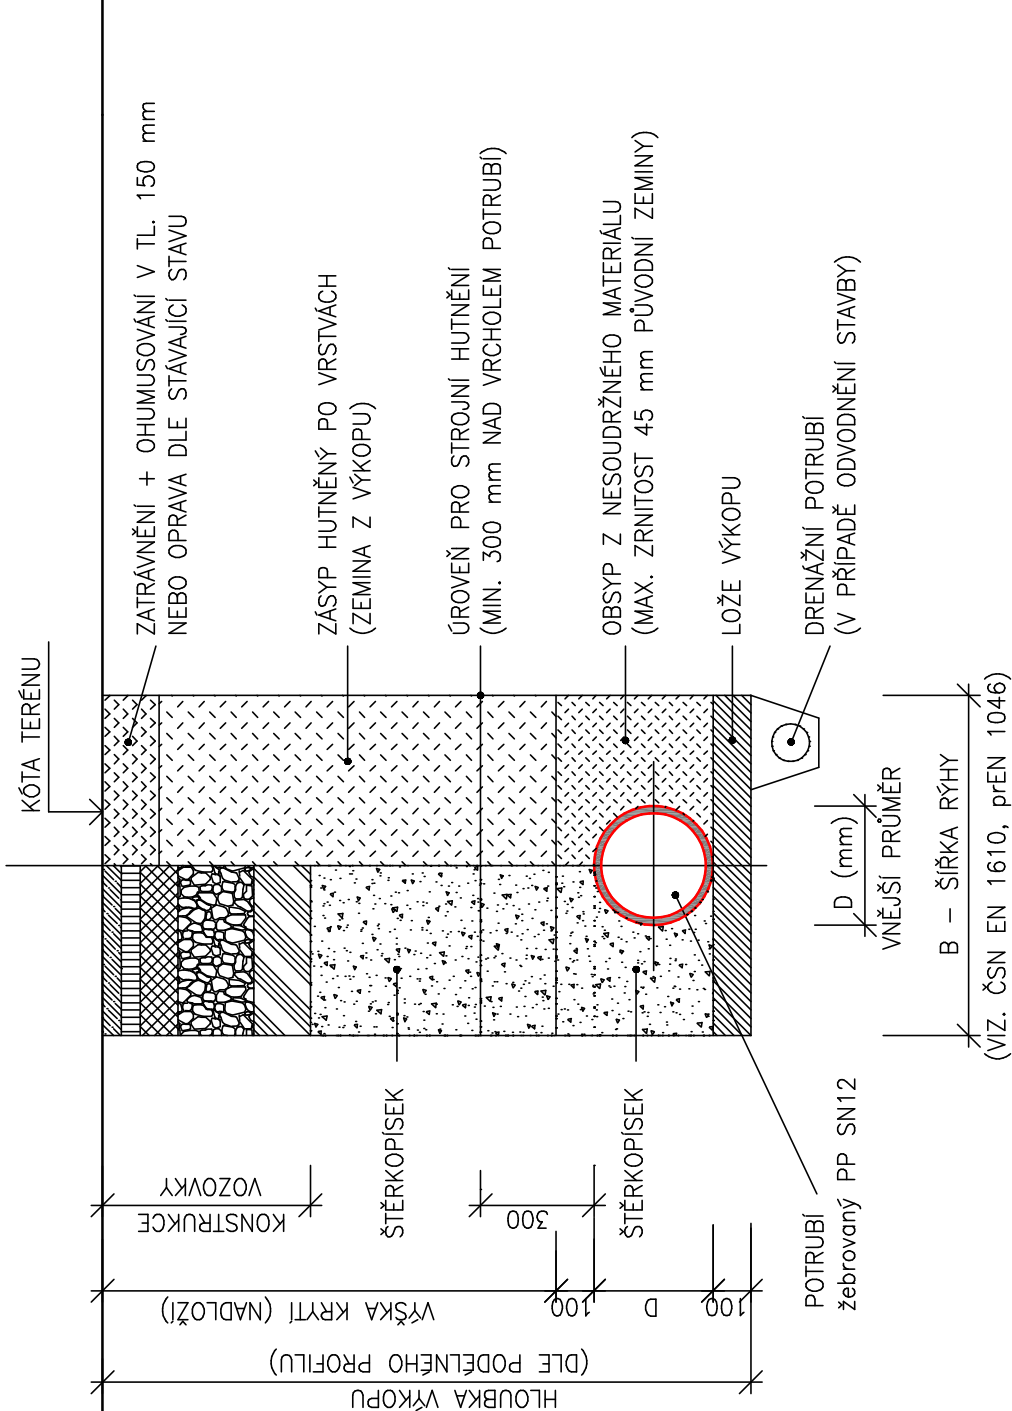 KÓTA TERÉNU
ZATRÁVNĚNÍ + OHUMUSOVÁNÍ V TL. 150 mm
NEBO OPRAVA DLE STÁVAJÍCÍ STAVU
ZÁSYP HUTNĚNÝ PO VRSTVÁCH
(ZEMINA Z VÝKOPU)
ÚROVEŇ PRO STROJNÍ HUTNĚNÍ
(MIN. 300 mm NAD VRCHOLEM POTRUBÍ)
OBSYP Z NESOUDRŽNÉHO MATERIÁLU
(MAX. ZRNITOST 45 mm PŮVODNÍ ZEMINY)
LOŽE VÝKOPU
DRENÁŽNÍ POTRUBÍ
(V PŘÍPADĚ ODVODNĚNÍ STAVBY)
D (mm)
VNĚJŠÍ PRŮMĚR
B – ŠÍŘKA RÝHY
(VIZ. ČSN EN 1610, prEN 1046)
ŠTĚRKOPÍSEK
ŠTĚRKOPÍSEK
POTRUBÍ
žebrovaný PP SN12
KONSTRUKCE
VOZOVKY
300
VÝŠKA KRYTÍ (NADLOŽÍ)
100
D
100
HLOUBKA VÝKOPU
(DLE PODÉLNÉHO PROFILU)